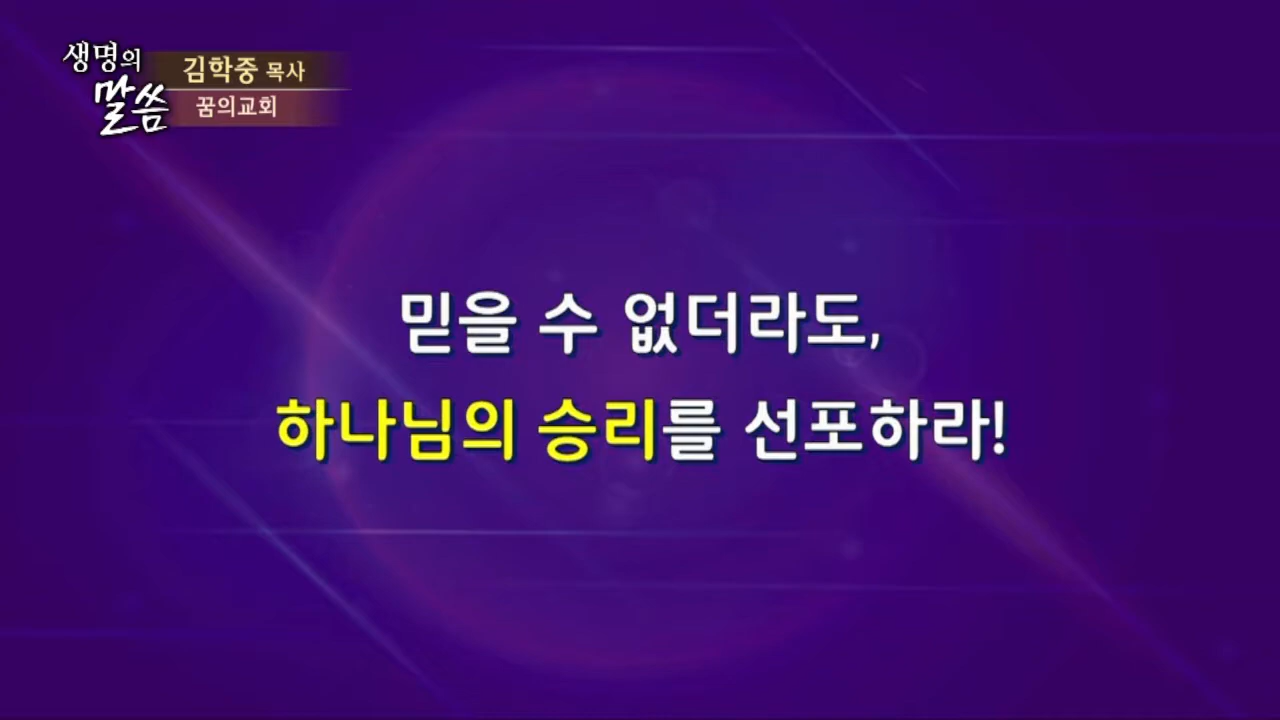 생명의
말씀
김학중 목사
꿈의교회
믿을 수 없더라도,
하나님의 승리를 선포하라!